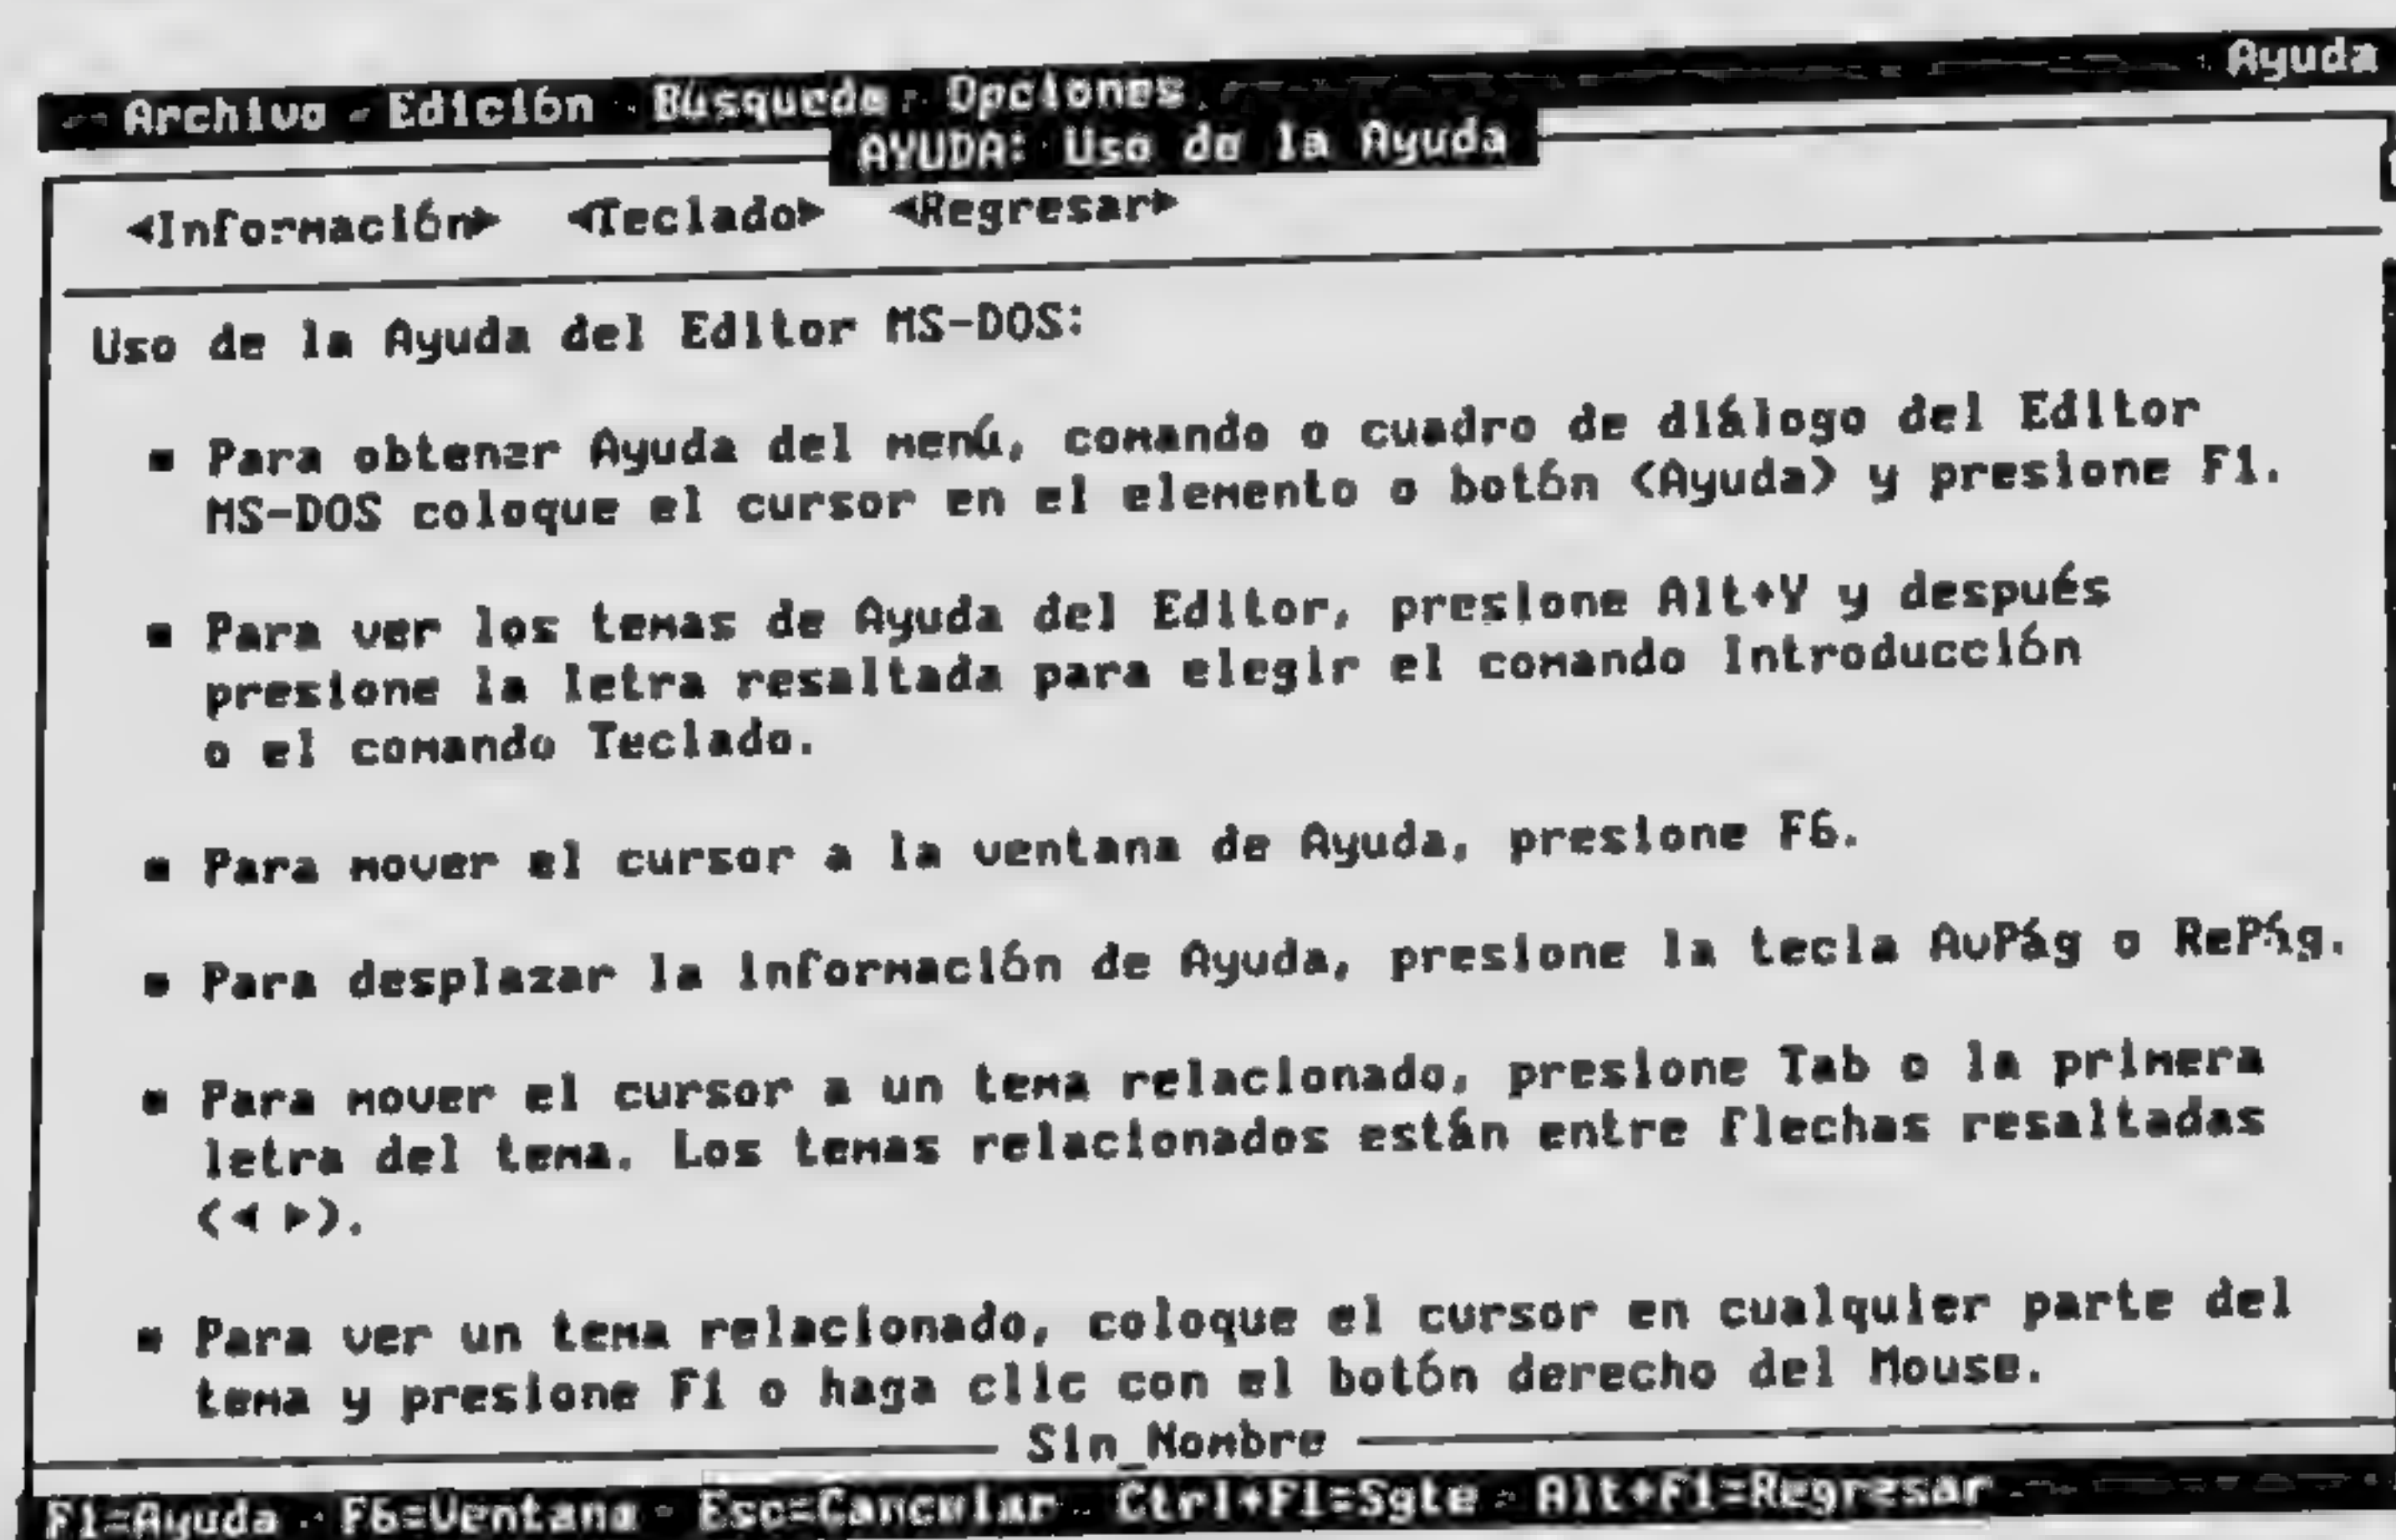 Archivo Edición Búsqueda Opciones Ayuda
AYUDA: Uso de la Ayuda
◄Información► ◄Teclado► ◄Regresar►
Uso de la Ayuda del Editor MS-DOS:
▪ Para obtener Ayuda del menú, comando o cuadro de diálogo del Editor
MS-DOS coloque el cursor en el elemento o botón <Ayuda> y presione F1.
▪ Para ver los temas de Ayuda del Editor, presione Alt+Y y después
presione la letra resaltada para elegir el comando Introducción
o el comando Teclado.
▪ Para mover el cursor a la ventana de Ayuda, presione F6.
▪ Para desplazar la información de Ayuda, presione la tecla AvPág o RePág.
▪ Para mover el cursor a un tema relacionado, presione Tab o la primera
letra del tema. Los temas relacionados están entre flechas resaltadas
(◄ ►).
▪ Para ver un tema relacionado, coloque el cursor en cualquier parte del
tema y presione F1 o haga clic con el botón derecho del Mouse.
Sin_Nombre
F1=Ayuda F6=Ventana Esc=Cancelar Ctrl+F1=Sgte Alt+F1=Regresar